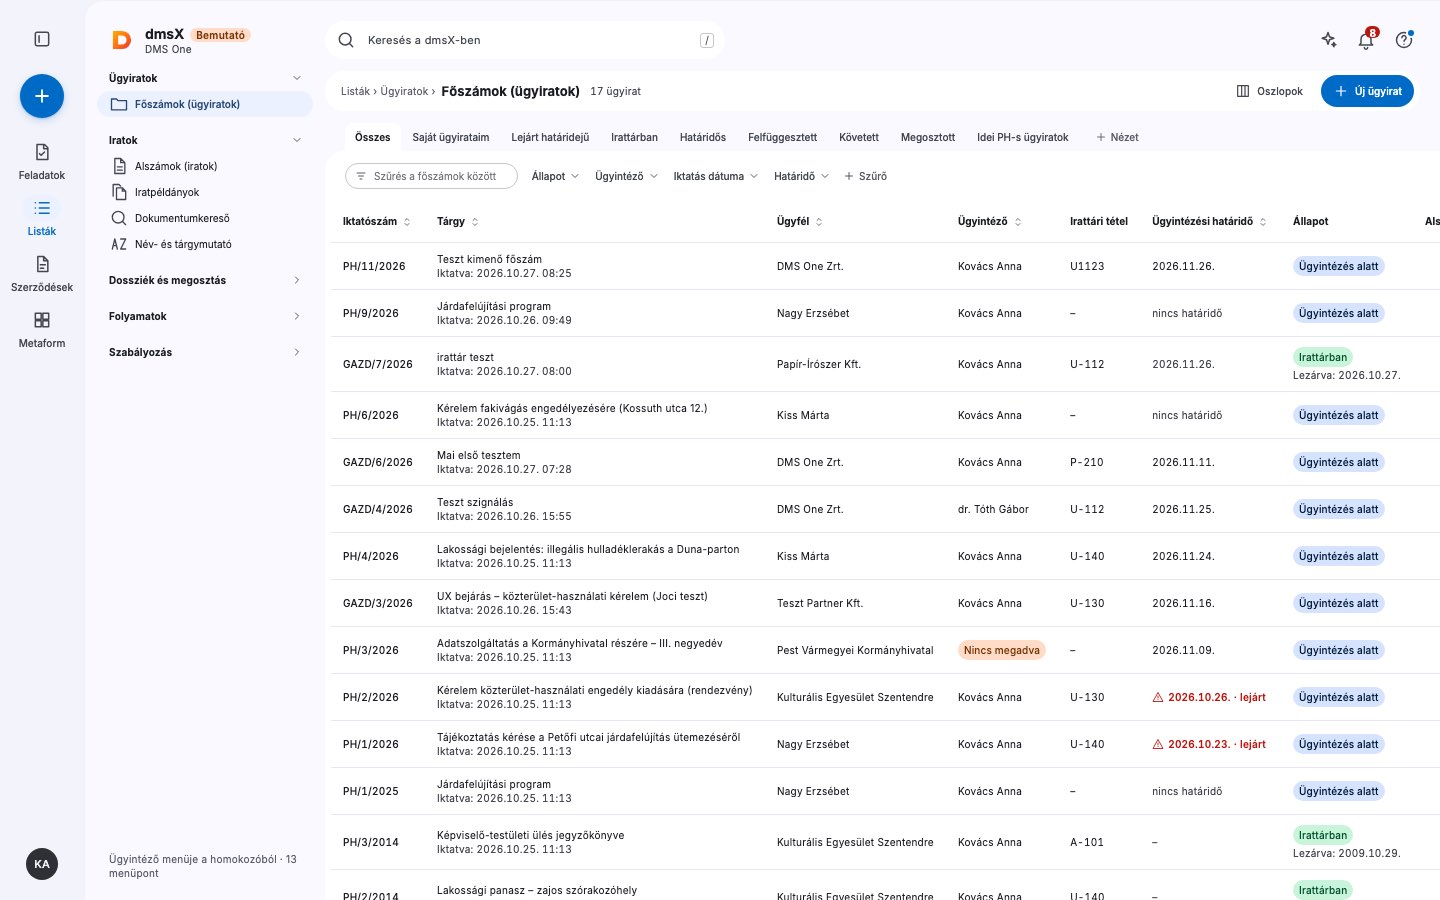 dmsX Bemutató
DMS One
Keresés a dmsX-ben /
8
Ügyiratok
Főszámok (ügyiratok)
Iratok
Alszámok (iratok)
Iratpéldányok
Dokumentumkereső
AZ Név- és tárgymutató
Dossziék és megosztás
Folyamatok
Szabályozás
Feladatok
Listák
Szerződések
Metaform
KA
Ügyintéző menüje a homokozóból · 13
menüpont
Listák › Ügyiratok › Főszámok (ügyiratok) 17 ügyirat
Oszlopok
+ Új ügyirat
Összes Saját ügyirataim Lejárt határidejű Irattárban Határidős Felfüggesztett Követett Megosztott Idei PH-s ügyiratok + Nézet
Szűrés a főszámok között Állapot Ügyintéző Iktatás dátuma Határidő + Szűrő
Iktatószám Tárgy Ügyfél Ügyintéző Irattári tétel Ügyintézési határidő Állapot Als
PH/11/2026 Teszt kimenő főszám DMS One Zrt. Kovács Anna U1123 2026.11.26. Ügyintézés alatt
Iktatva: 2026.10.27. 08:25
PH/9/2026 Járdafelújítási program Nagy Erzsébet Kovács Anna – nincs határidő Ügyintézés alatt
Iktatva: 2026.10.26. 09:49
GAZD/7/2026 irattár teszt Papír-Írószer Kft. Kovács Anna U-112 2026.11.26. Irattárban
Iktatva: 2026.10.27. 08:00 Lezárva: 2026.10.27.
PH/6/2026 Kérelem fakivágás engedélyezésére (Kossuth utca 12.) Kiss Márta Kovács Anna – nincs határidő Ügyintézés alatt
Iktatva: 2026.10.25. 11:13
GAZD/6/2026 Mai első tesztem DMS One Zrt. Kovács Anna P-210 2026.11.11. Ügyintézés alatt
Iktatva: 2026.10.27. 07:28
GAZD/4/2026 Teszt szignálás DMS One Zrt. dr. Tóth Gábor U-112 2026.11.25. Ügyintézés alatt
Iktatva: 2026.10.26. 15:55
PH/4/2026 Lakossági bejelentés: illegális hulladéklerakás a Duna-parton Kiss Márta Kovács Anna U-140 2026.11.24. Ügyintézés alatt
Iktatva: 2026.10.25. 11:13
GAZD/3/2026 UX bejárás – közterület-használati kérelem (Joci teszt) Teszt Partner Kft. Kovács Anna U-130 2026.11.16. Ügyintézés alatt
Iktatva: 2026.10.26. 15:43
PH/3/2026 Adatszolgáltatás a Kormányhivatal részére – III. negyedév Pest Vármegyei Kormányhivatal Nincs megadva – 2026.11.09. Ügyintézés alatt
Iktatva: 2026.10.25. 11:13
PH/2/2026 Kérelem közterület-használati engedély kiadására (rendezvény) Kulturális Egyesület Szentendre Kovács Anna U-130 2026.10.26. · lejárt Ügyintézés alatt
Iktatva: 2026.10.25. 11:13
PH/1/2026 Tájékoztatás kérése a Petőfi utcai járdafelújítás ütemezéséről Nagy Erzsébet Kovács Anna U-140 2026.10.23. · lejárt Ügyintézés alatt
Iktatva: 2026.10.25. 11:13
PH/1/2025 Járdafelújítási program Nagy Erzsébet Kovács Anna – nincs határidő Ügyintézés alatt
Iktatva: 2026.10.25. 11:13
PH/3/2014 Képviselő-testületi ülés jegyzőkönyve Kulturális Egyesület Szentendre Kovács Anna A-101 – Irattárban
Iktatva: 2026.10.25. 11:13 Lezárva: 2009.10.29.
PH/2/2014 Lakossági panasz – zajos szórakozóhely Kulturális Egyesület Szentendre Kovács Anna U-140 – Irattárban